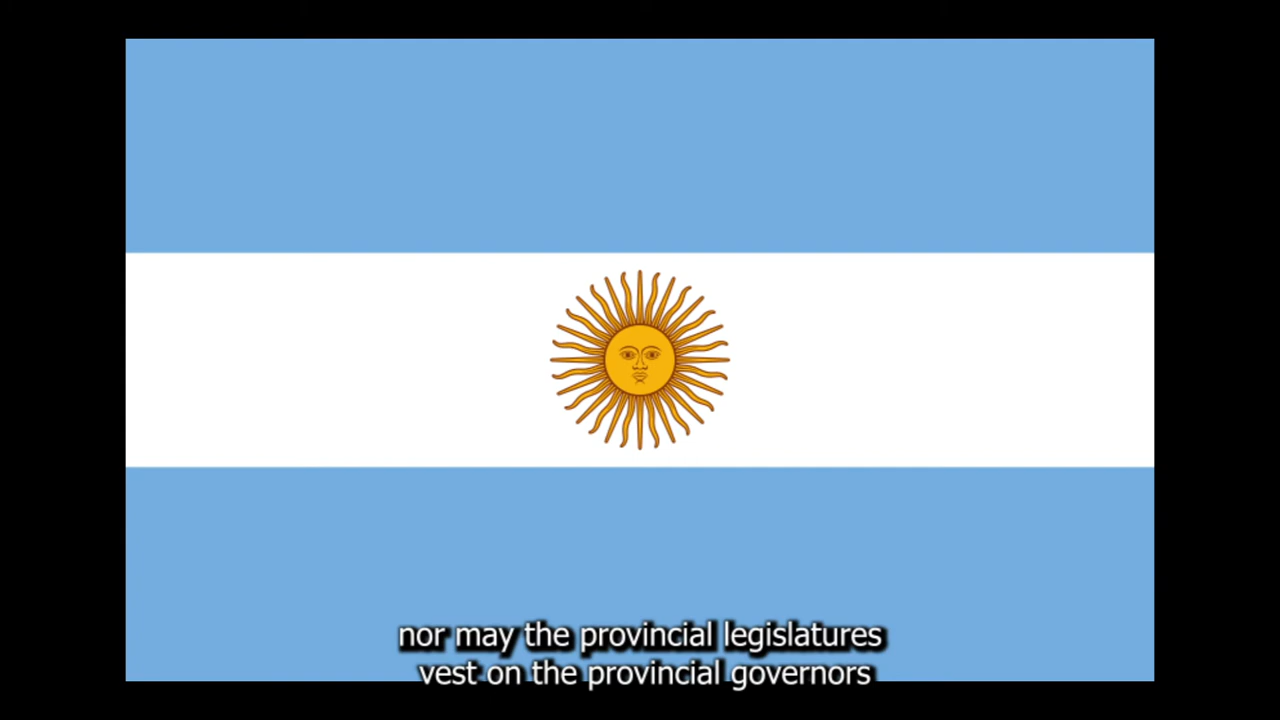 nor may the provincial legislatures
vest on the provincial governors